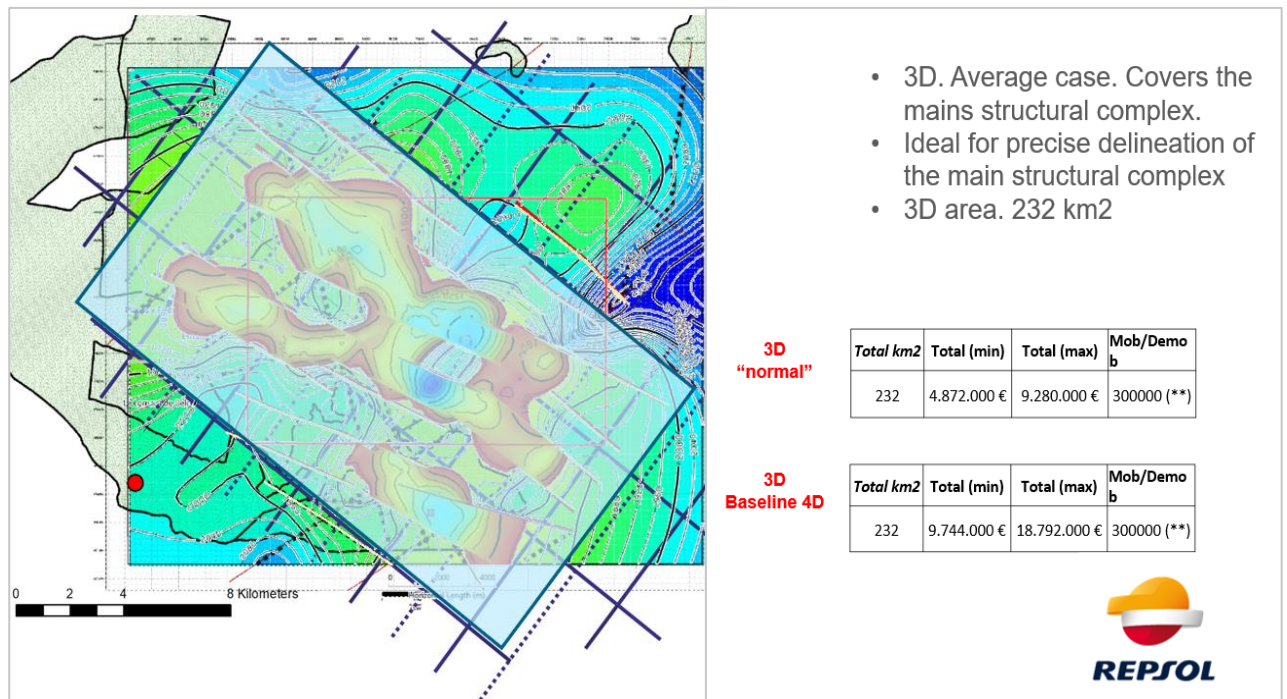 • 3D. Average case. Covers the
mains structural complex.
• Ideal for precise delineation of
the main structural complex
• 3D area. 232 km2
3D
“normal”
Total km2 Total (min) Total (max) Mob/Demo
b
232 4.872.000 € 9.280.000 € 300000 (**)
3D
Baseline 4D
Total km2 Total (min) Total (max) Mob/Demo
b
232 9.744.000 € 18.792.000 € 300000 (**)
REPSOL
0 2 4 8 Kilometers